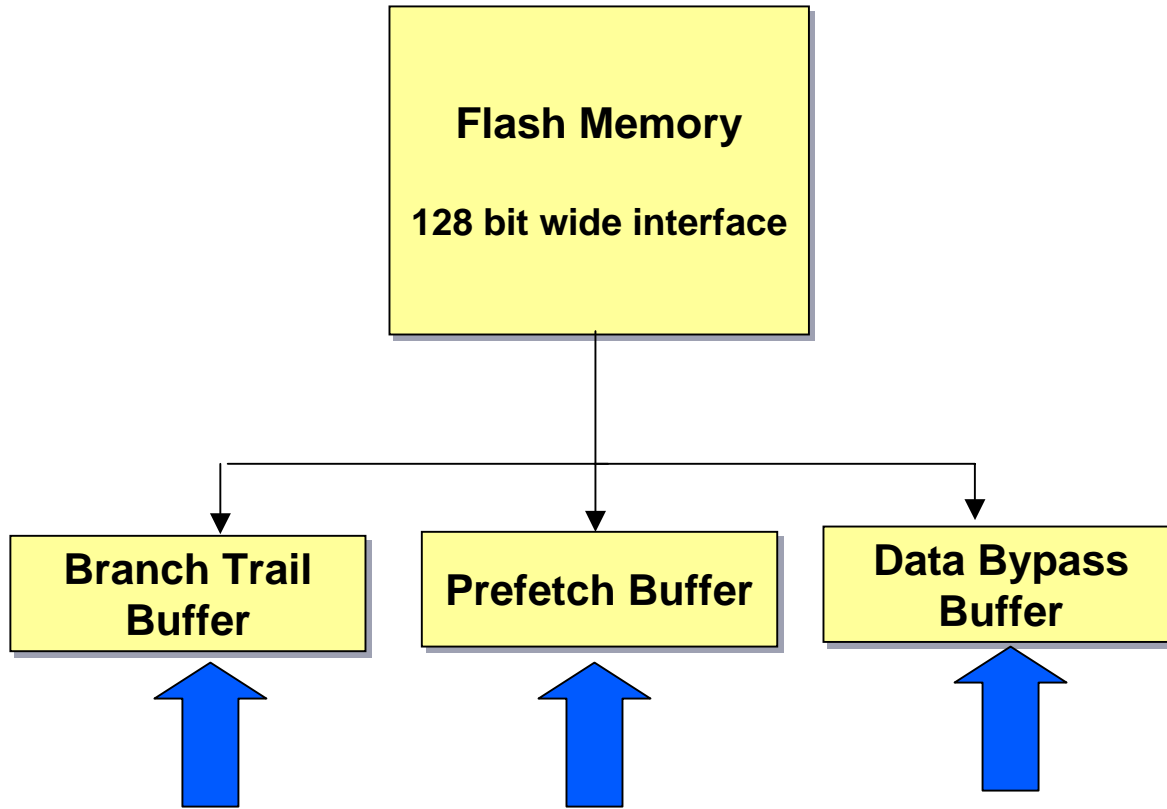 Flash Memory
128 bit wide interface
Branch Trail
Buffer
Prefetch Buffer
Data Bypass
Buffer